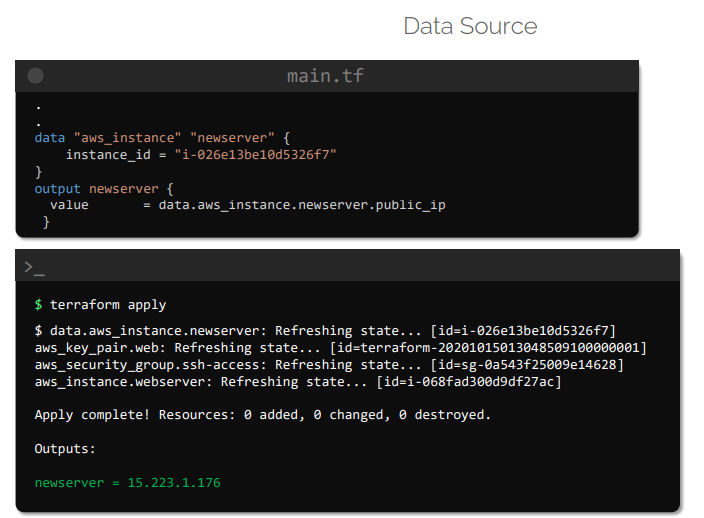 Data Source
main.tf
.
.
data "aws_instance" "newserver" {
    instance_id = "i-026e13be10d5326f7"
}
output newserver {
  value       = data.aws_instance.newserver.public_ip
 }
>_
$ terraform apply
$ data.aws_instance.newserver: Refreshing state... [id=i-026e13be10d5326f7]
aws_key_pair.web: Refreshing state... [id=terraform-20201015013048509100000001]
aws_security_group.ssh-access: Refreshing state... [id=sg-0a543f25009e14628]
aws_instance.webserver: Refreshing state... [id=i-068fad300d9df27ac]
Apply complete! Resources: 0 added, 0 changed, 0 destroyed.
Outputs:
newserver = 15.223.1.176